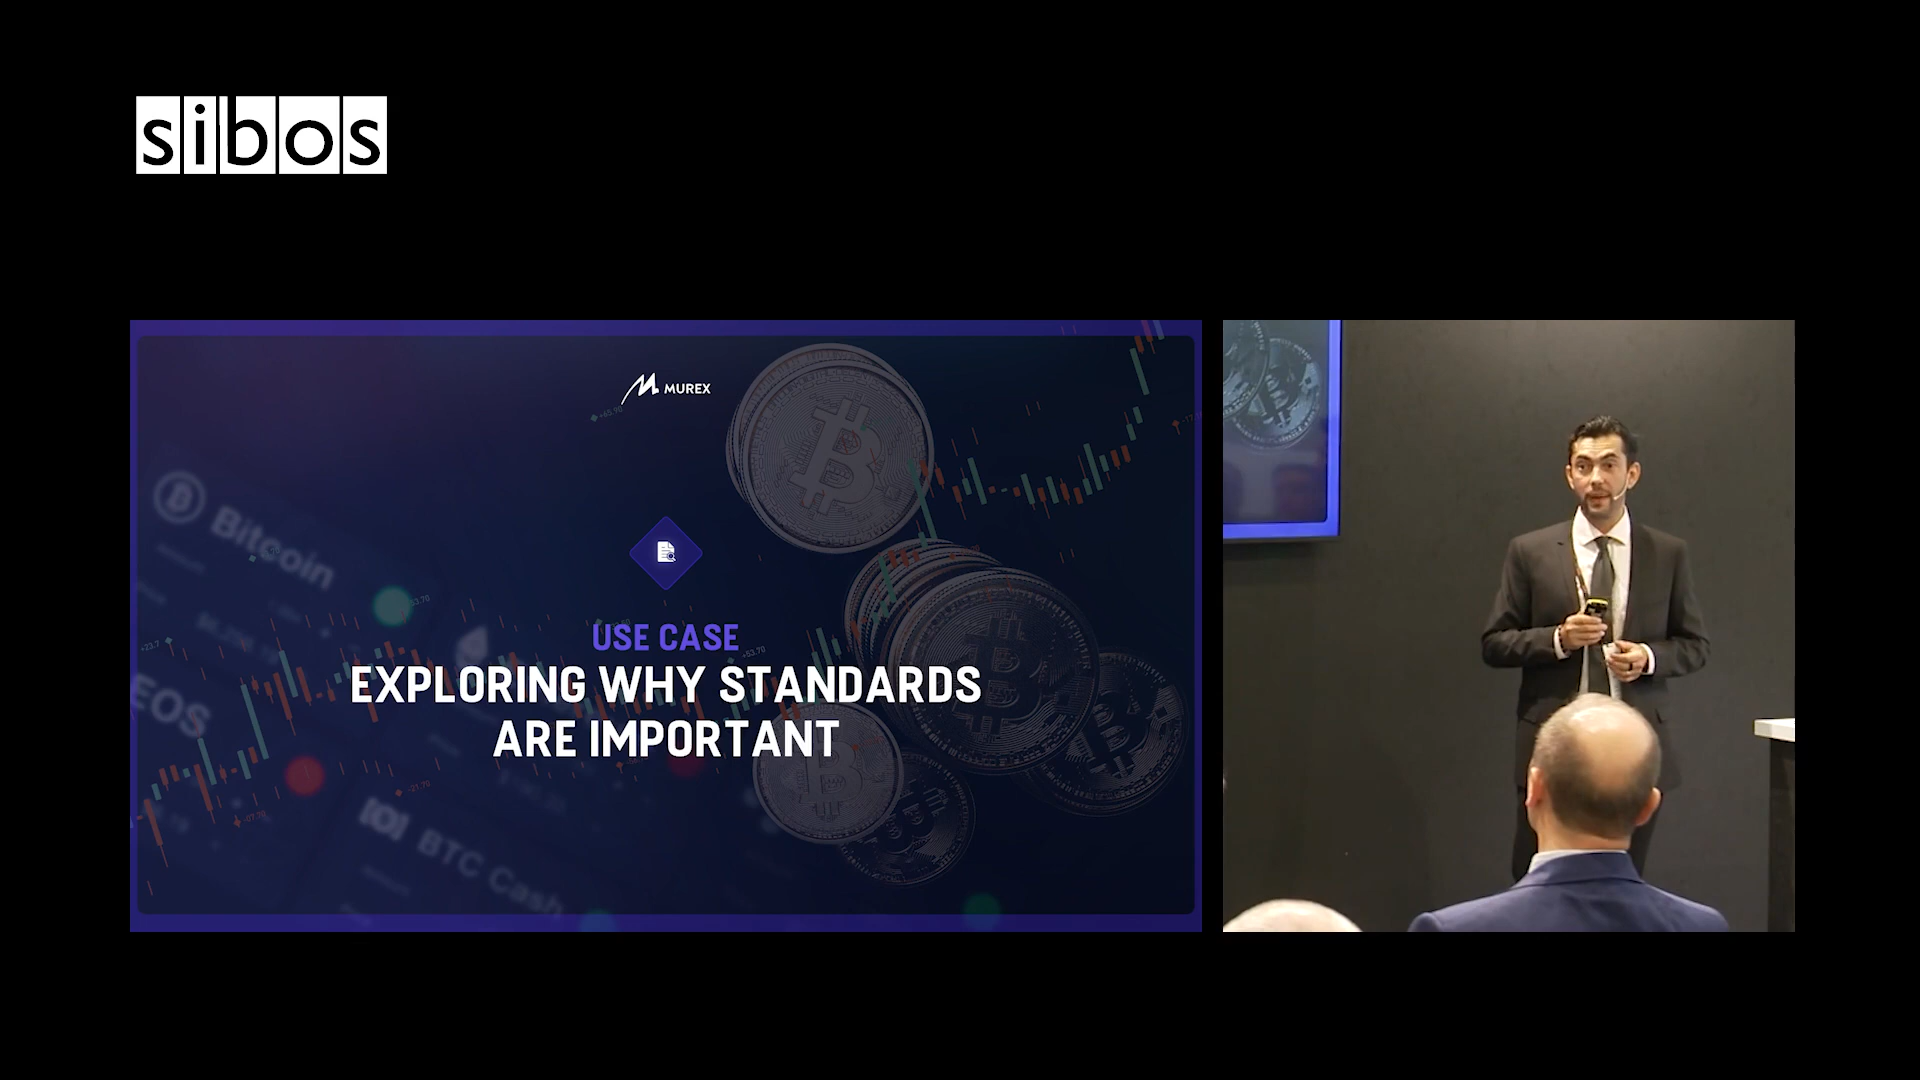 sibos
MUREX
Bitcoin
EOS
BTC Cash
USE CASE
EXPLORING WHY STANDARDS
ARE IMPORTANT